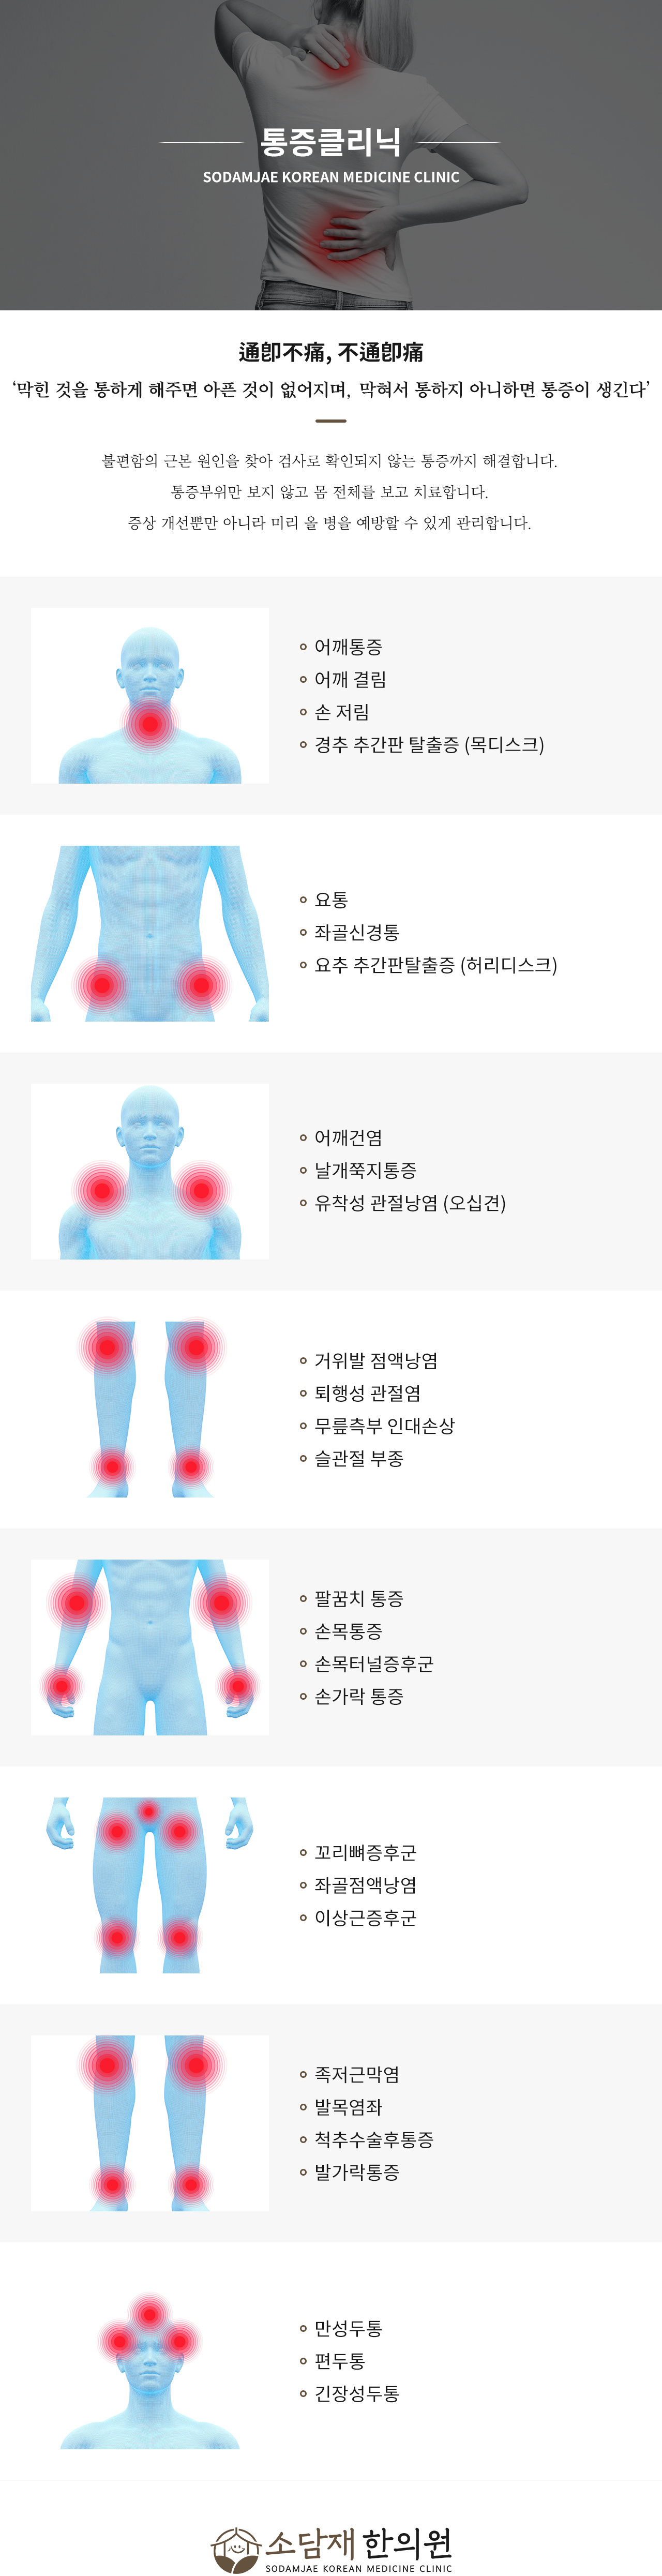 통증클리닉
SODAMJAE KOREAN MEDICINE CLINIC
通卽不痛, 不通卽痛
‘막힌 것을 통하게 해주면 아픈 것이 없어지며, 막혀서 통하지 아니하면 통증이 생긴다’
불편함의 근본 원인을 찾아 검사로 확인되지 않는 통증까지 해결합니다.
통증부위만 보지 않고 몸 전체를 보고 치료합니다.
증상 개선뿐만 아니라 미리 올 병을 예방할 수 있게 관리합니다.
어깨통증
어깨 결림
손 저림
경추 추간판 탈출증 (목디스크)
요통
좌골신경통
요추 추간판탈출증 (허리디스크)
어깨건염
날개쭉지통증
유착성 관절낭염 (오십견)
거위발 점액낭염
퇴행성 관절염
무릎측부 인대손상
슬관절 부종
팔꿈치 통증
손목통증
손목터널증후군
손가락 통증
꼬리뼈증후군
좌골점액낭염
이상근증후군
족저근막염
발목염좌
척추수술후통증
발가락통증
만성두통
편두통
긴장성두통
소담재 한의원
SODAMJAE KOREAN MEDICINE CLINIC